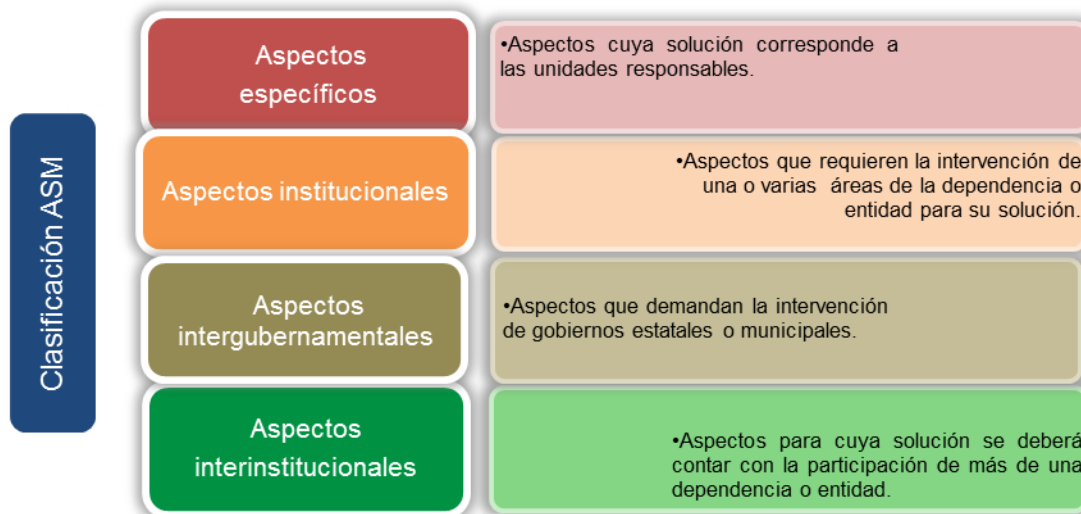 Clasificación ASM
Aspectos
específicos
•Aspectos cuya solución corresponde a
las unidades responsables.
Aspectos institucionales
•Aspectos que requieren la intervención de
una o varias áreas de la dependencia o
entidad para su solución.
Aspectos
intergubernamentales
•Aspectos que demandan la intervención
de gobiernos estatales o municipales.
Aspectos
interinstitucionales
•Aspectos para cuya solución se deberá
contar con la participación de más de una
dependencia o entidad.